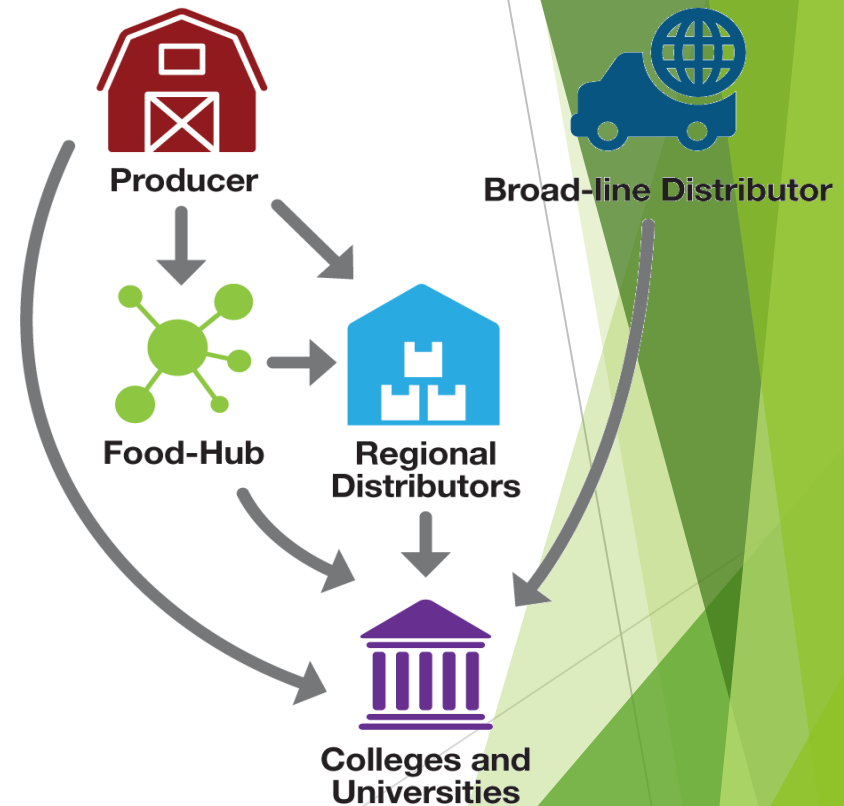 Producer
Broad-line Distributor
Food-Hub
Regional
Distributors
Colleges and
Universities